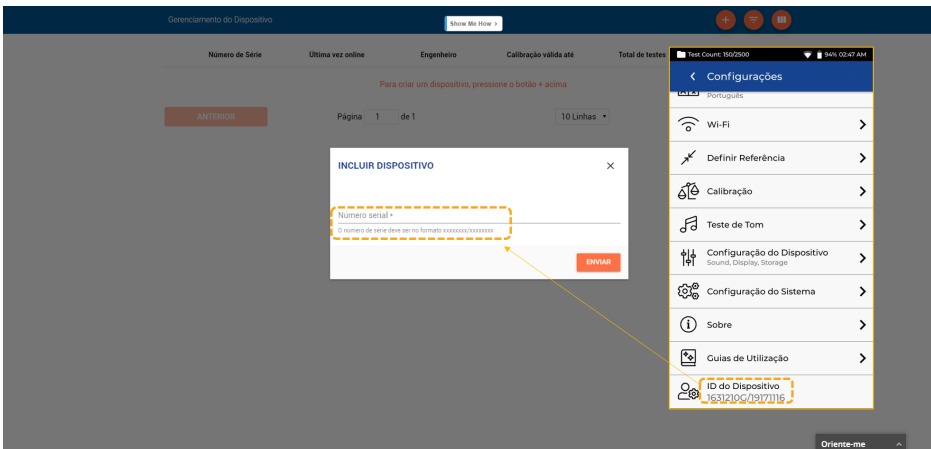 Gerenciamento do Dispositivo
Show Me How >
Número de Série
Última vez online
Engenheiro
Calibração válida até
Total de testes
Para criar um dispositivo, pressione o botão + acima
ANTERIOR
Página 1 de 1
10 Linhas
INCLUIR DISPOSITIVO
Número serial *
O número de série deve ser no formato xxxxxxxx/xxxxxxxx
ENVIAR
Test Count: 150/2500
94% 02:47 AM
Configurações
Português
Wi-Fi
Definir Referência
Calibração
Teste de Tom
Configuração do Dispositivo
Sound, Display, Storage
Configuração do Sistema
Sobre
Guias de Utilização
ID do Dispositivo
1631210G/19171116
Oriente-me